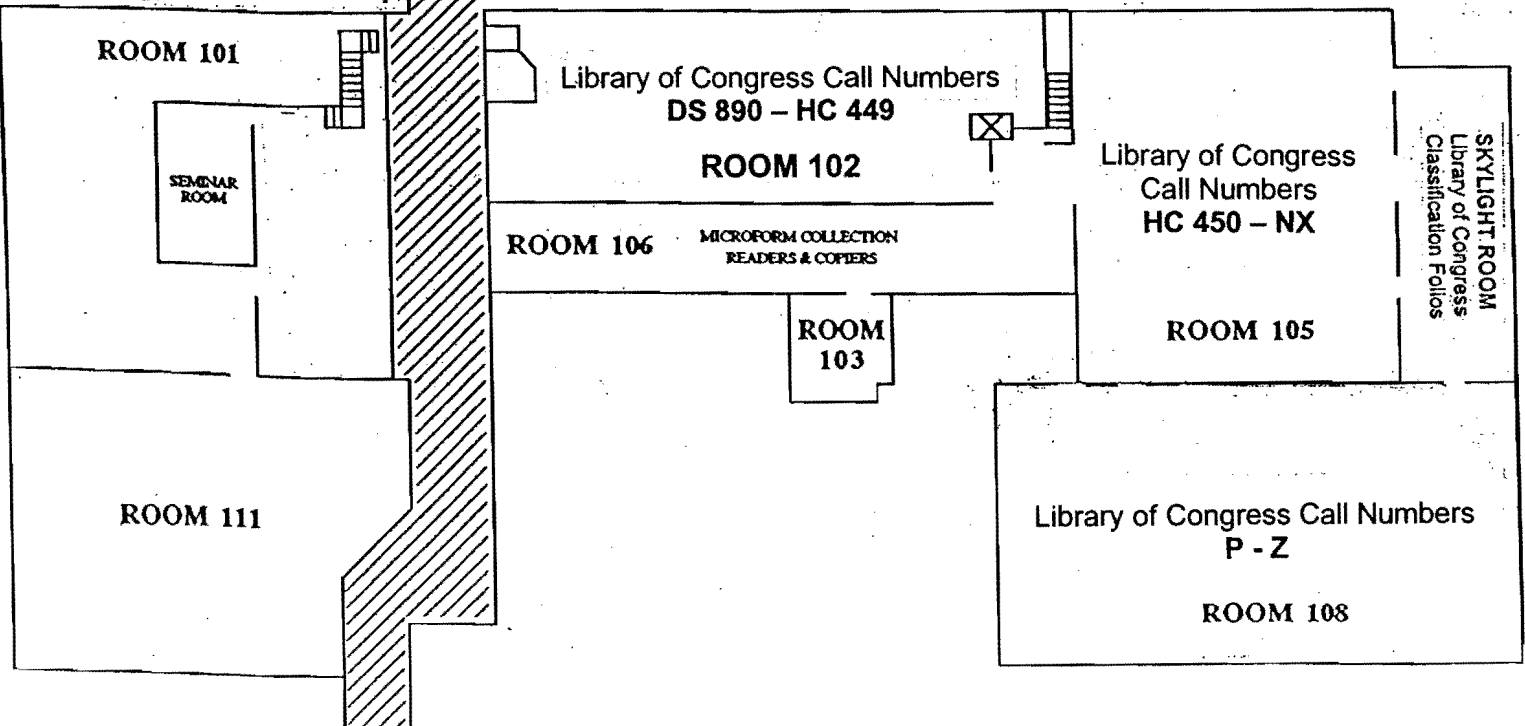 ROOM 101
SEMINAR
ROOM
ROOM 111
Library of Congress Call Numbers
DS 890 – HC 449
ROOM 102
ROOM 106
MICROFORM COLLECTION
READERS & COPIERS
ROOM
103
Library of Congress
Call Numbers
HC 450 – NX
ROOM 105
SKYLIGHT ROOM
Library of Congress
Classification Folios
Library of Congress Call Numbers
P - Z
ROOM 108